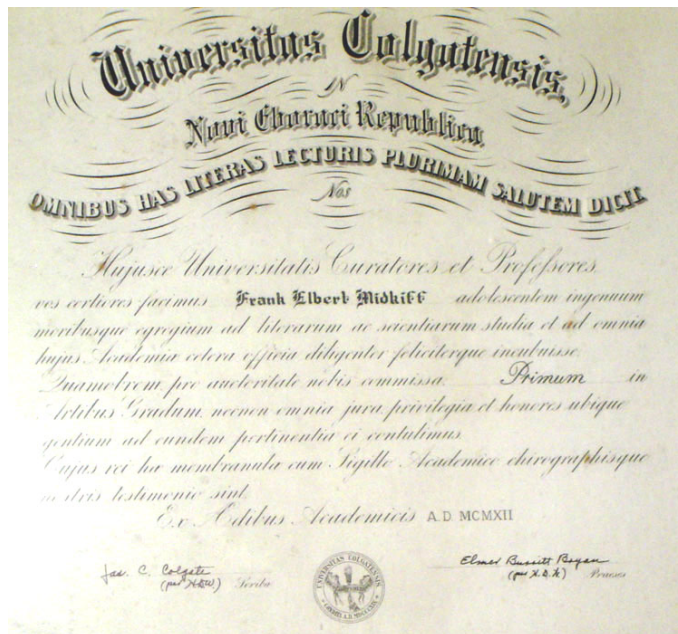 Universitas Colgatensis,
IN
Novi Eboraci Republica
OMNIBUS HAS LITERAS LECTURIS PLURIMAM SALUTEM DICIT.
Nos
Hujusce Universitatis Curatores et Professores,
vos certiores facimus Frank Elbert Midkiff adolescentem ingenuum
moribusque egregium ad literarum ac scientiarum studia et ad omnia
hujus Academiæ cetera officia diligenter feliciterque incubuisse.
Quamobrem pro auctoritate nobis commissa Primum in
Artibus Gradum, necnon omnia jura privilegia et honores ubique
gentium ad eundem pertinentia ei contulimus.
Cujus rei hæc membranula cum Sigillo Academico chirographisque
nostris testimonio sint.
Ex Ædibus Academicis A.D. MCMXII
Jas. C. Colgate
Scriba
Elmer Burritt Bryan
Præses
UNIVERSITAS COLGATENSIS